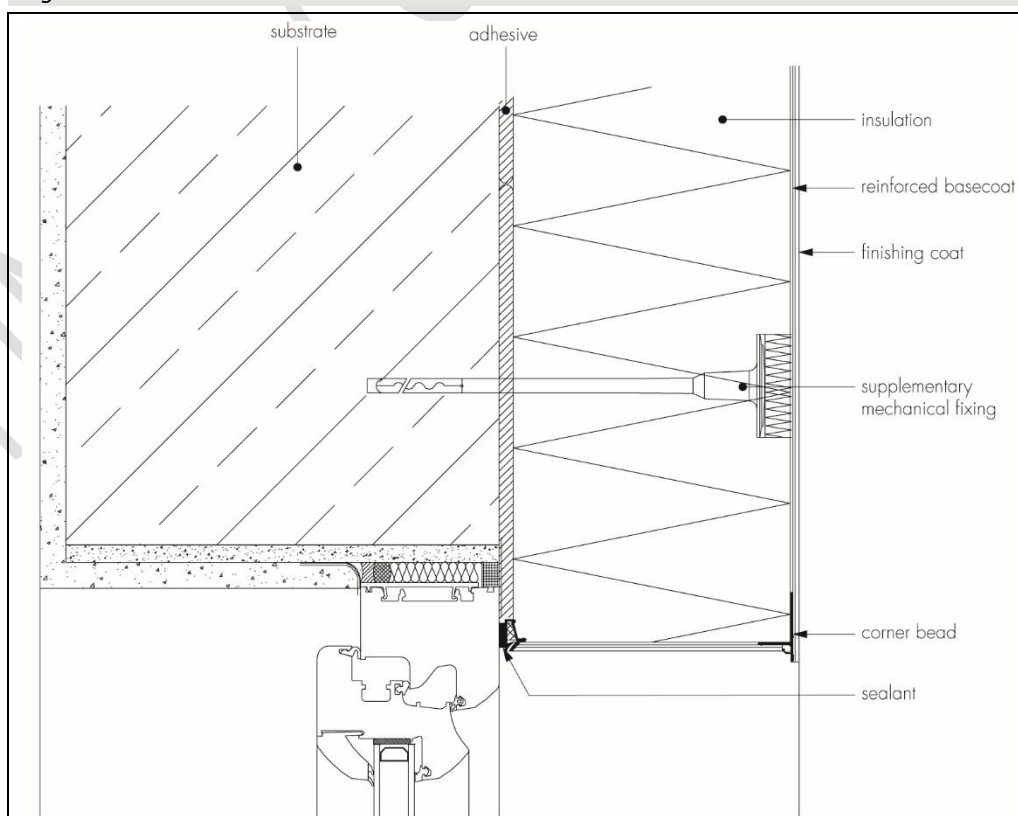 substrate
adhesive
insulation
reinforced basecoat
finishing coat
supplementary
mechanical fixing
corner bead
sealant